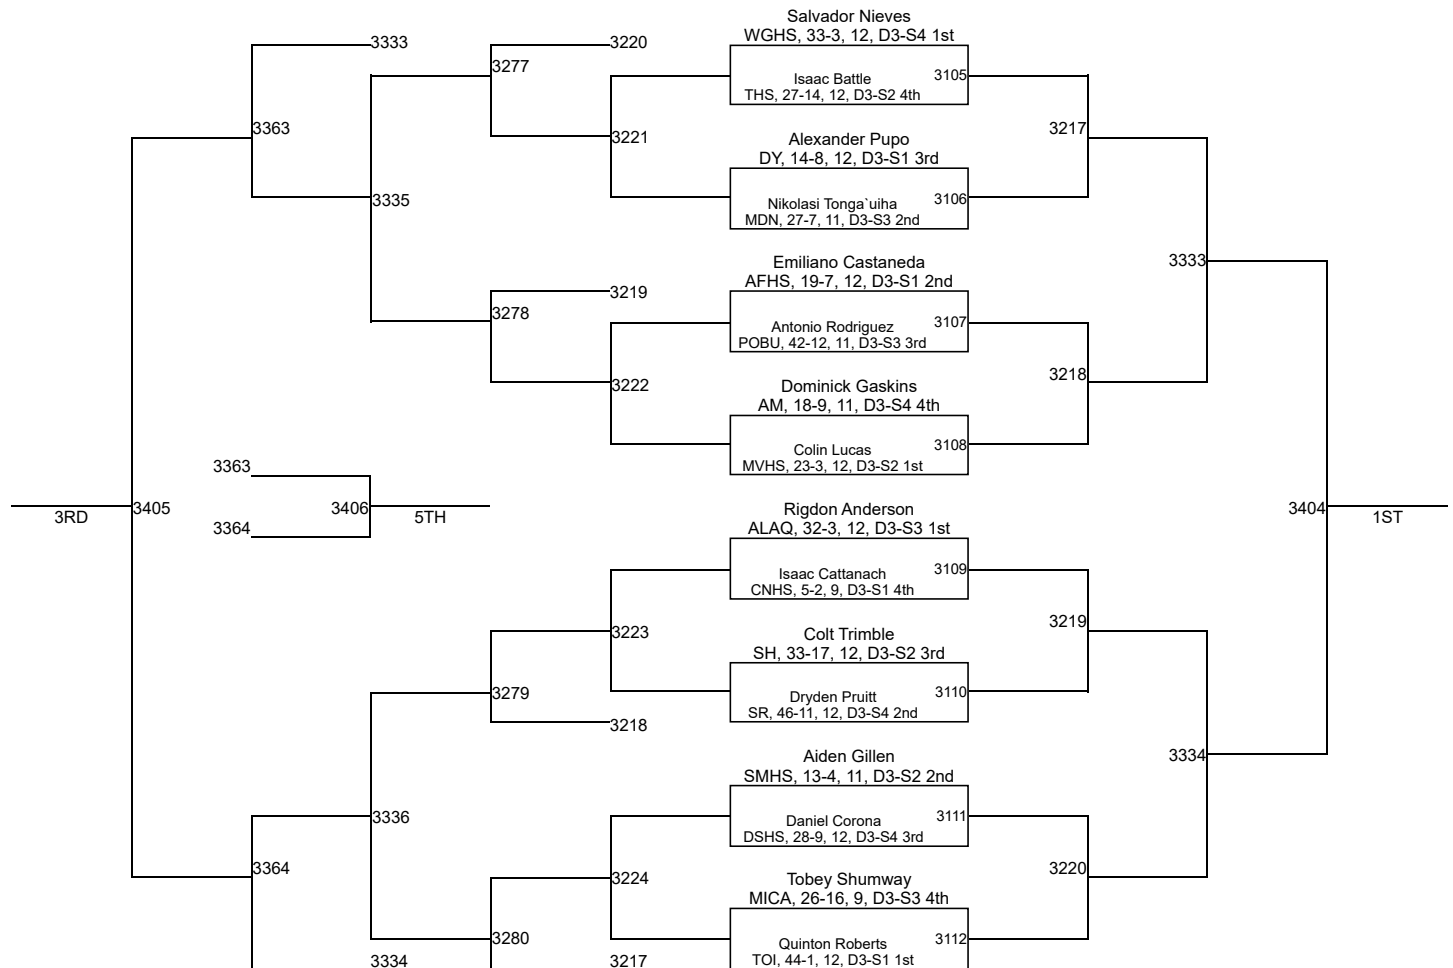 Salvador Nieves
WGHS, 33-3, 12, D3-S4 1st
3333
3220
3277
Isaac Battle
3105
THS, 27-14, 12, D3-S2 4th
3363
3217
3221
Alexander Pupo
DY, 14-8, 12, D3-S1 3rd
3335
Nikolasi Tonga`uiha
3106
MDN, 27-7, 11, D3-S3 2nd
Emiliano Castaneda
3333
AFHS, 19-7, 12, D3-S1 2nd
3219
3278
Antonio Rodriguez
3107
POBU, 42-12, 11, D3-S3 3rd
3218
3222
Dominick Gaskins
AM, 18-9, 11, D3-S4 4th
Colin Lucas
3108
MVHS, 23-3, 12, D3-S2 1st
3363
3RD
3405
3406
5TH
3404
1ST
3364
Rigdon Anderson
ALAQ, 32-3, 12, D3-S3 1st
Isaac Cattanach
3109
CNHS, 5-2, 9, D3-S1 4th
3223
3219
Colt Trimble
SH, 33-17, 12, D3-S2 3rd
3279
Dryden Pruitt
3110
SR, 46-11, 12, D3-S4 2nd
3218
Aiden Gillen
3334
SMHS, 13-4, 11, D3-S2 2nd
3336
Daniel Corona
3111
DSHS, 28-9, 12, D3-S4 3rd
3364
3220
3224
Tobey Shumway
MICA, 26-16, 9, D3-S3 4th
3280
Quinton Roberts
3112
3334
3217
TOI, 44-1, 12, D3-S1 1st